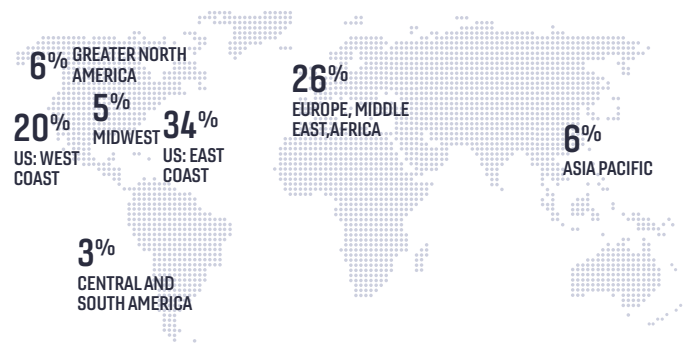 6% GREATER NORTH
AMERICA
5%
MIDWEST
20%
US: WEST
COAST
34%
US: EAST
COAST
26%
EUROPE, MIDDLE
EAST,AFRICA
6%
ASIA PACIFIC
3%
CENTRAL AND
SOUTH AMERICA